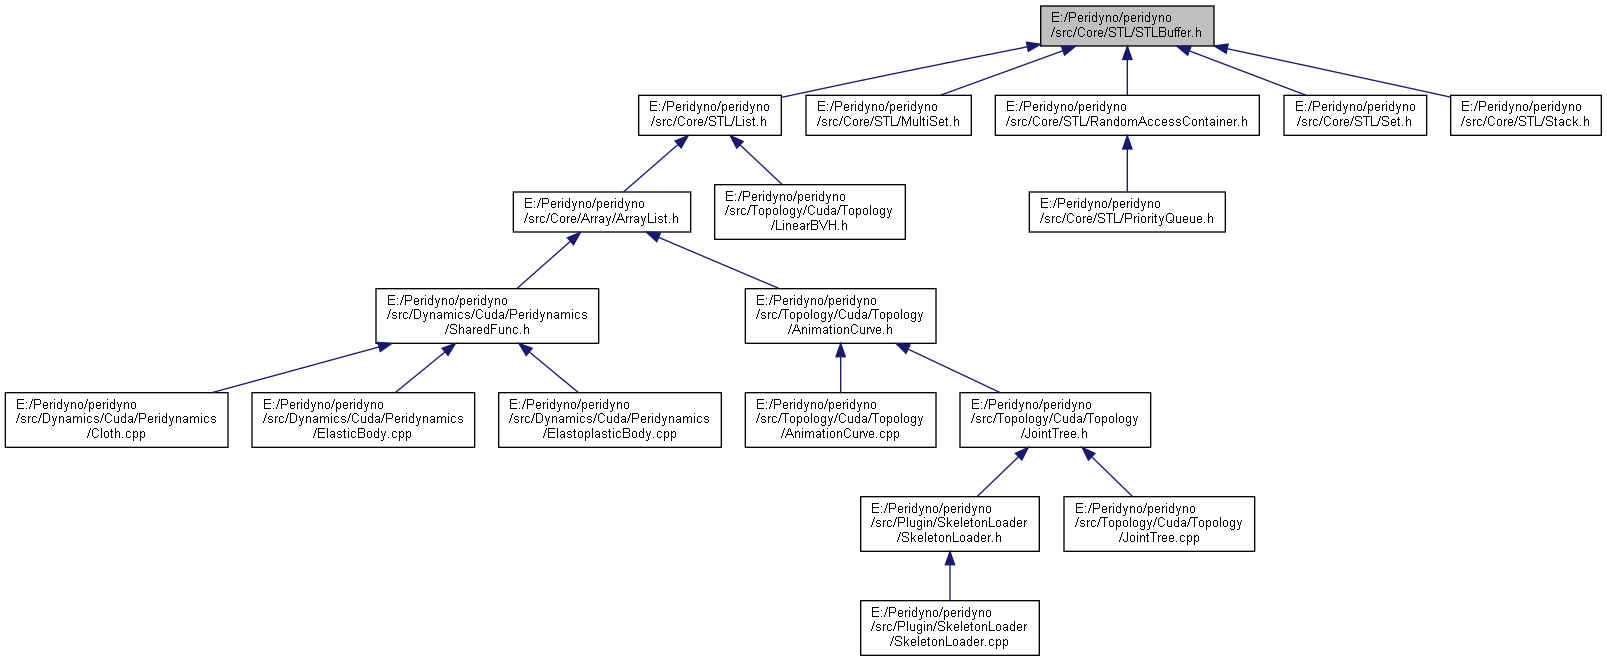 E:/Peridyno/peridyno
/src/Core/STL/STLBuffer.h
E:/Peridyno/peridyno
/src/Core/STL/List.h
E:/Peridyno/peridyno
/src/Core/STL/MultiSet.h
E:/Peridyno/peridyno
/src/Core/STL/RandomAccessContainer.h
E:/Peridyno/peridyno
/src/Core/STL/Set.h
E:/Peridyno/peridyno
/src/Core/STL/Stack.h
E:/Peridyno/peridyno
/src/Core/Array/ArrayList.h
E:/Peridyno/peridyno
/src/Topology/Cuda/Topology
/LinearBVH.h
E:/Peridyno/peridyno
/src/Core/STL/PriorityQueue.h
E:/Peridyno/peridyno
/src/Dynamics/Cuda/Peridynamics
/SharedFunc.h
E:/Peridyno/peridyno
/src/Topology/Cuda/Topology
/AnimationCurve.h
E:/Peridyno/peridyno
/src/Dynamics/Cuda/Peridynamics
/Cloth.cpp
E:/Peridyno/peridyno
/src/Dynamics/Cuda/Peridynamics
/ElasticBody.cpp
E:/Peridyno/peridyno
/src/Dynamics/Cuda/Peridynamics
/ElastoplasticBody.cpp
E:/Peridyno/peridyno
/src/Topology/Cuda/Topology
/AnimationCurve.cpp
E:/Peridyno/peridyno
/src/Topology/Cuda/Topology
/JointTree.h
E:/Peridyno/peridyno
/src/Plugin/SkeletonLoader
/SkeletonLoader.h
E:/Peridyno/peridyno
/src/Topology/Cuda/Topology
/JointTree.cpp
E:/Peridyno/peridyno
/src/Plugin/SkeletonLoader
/SkeletonLoader.cpp